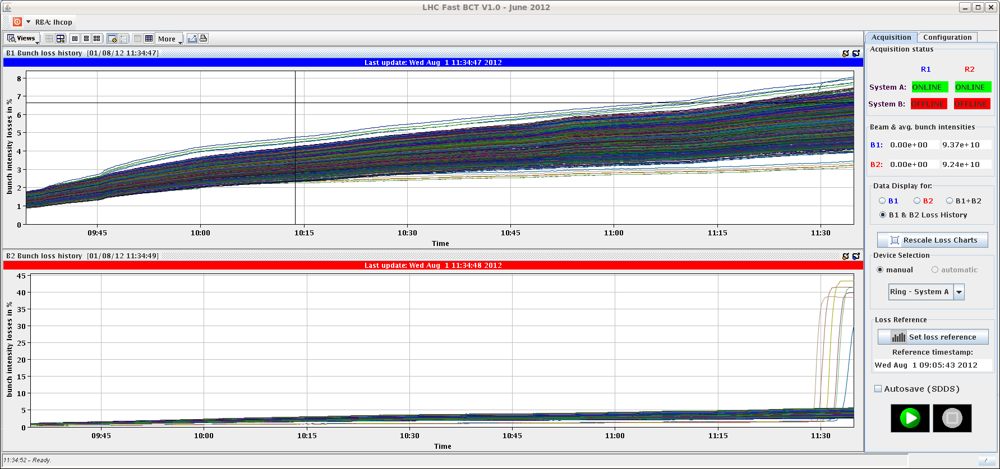 LHC Fast BCT V1.0 - June 2012
RBA: lhcop
Views
More
B1 Bunch loss history [01/08/12 11:34:47]
Last update: Wed Aug 1 11:34:47 2012
bunch intensity losses in %
8
7
6
5
4
3
2
1
0
09:45 10:00 10:15 10:30 10:45 11:00 11:15 11:30
Time
B2 Bunch loss history [01/08/12 11:34:49]
Last update: Wed Aug 1 11:34:48 2012
bunch intensity losses in %
45
40
35
30
25
20
15
10
5
0
09:45 10:00 10:15 10:30 10:45 11:00 11:15 11:30
Time
11:34:52 - Ready.
Acquisition Configuration
Acquisition status
R1 R2
System A: ONLINE ONLINE
System B: OFFLINE OFFLINE
Beam & avg. bunch intensities
B1: 0.00e+00 9.37e+10
B2: 0.00e+00 9.24e+10
Data Display for:
B1 B2 B1+B2
B1 & B2 Loss History
Rescale Loss Charts
Device Selection
manual automatic
Ring - System A
Loss Reference
Set loss reference
Reference timestamp:
Wed Aug 1 09:05:43 2012
Autosave (SDDS)